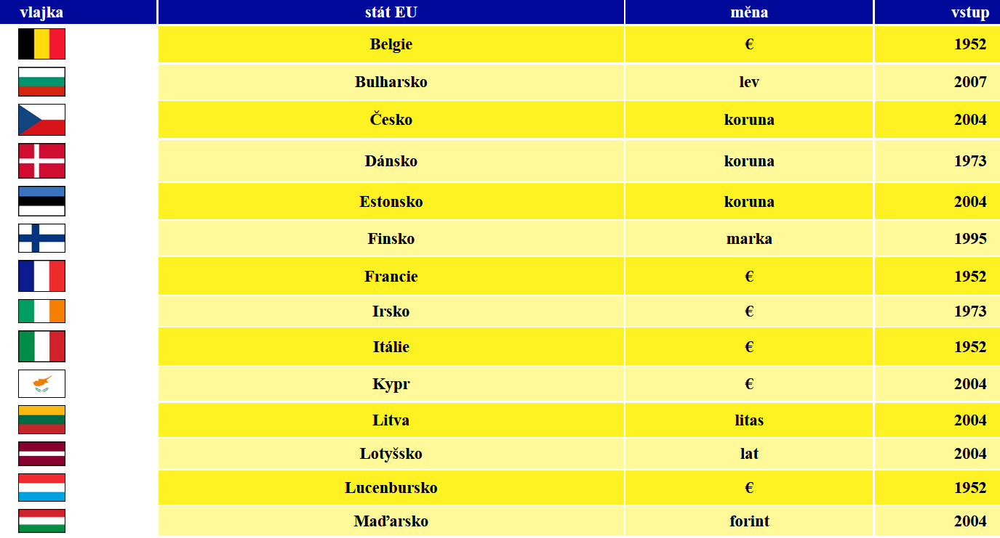 vlajka stát EU měna vstup
Belgie € 1952
Bulharsko lev 2007
Česko koruna 2004
Dánsko koruna 1973
Estonsko koruna 2004
Finsko marka 1995
Francie € 1952
Irsko € 1973
Itálie € 1952
Kypr € 2004
Litva litas 2004
Lotyšsko lat 2004
Lucenbursko € 1952
Maďarsko forint 2004